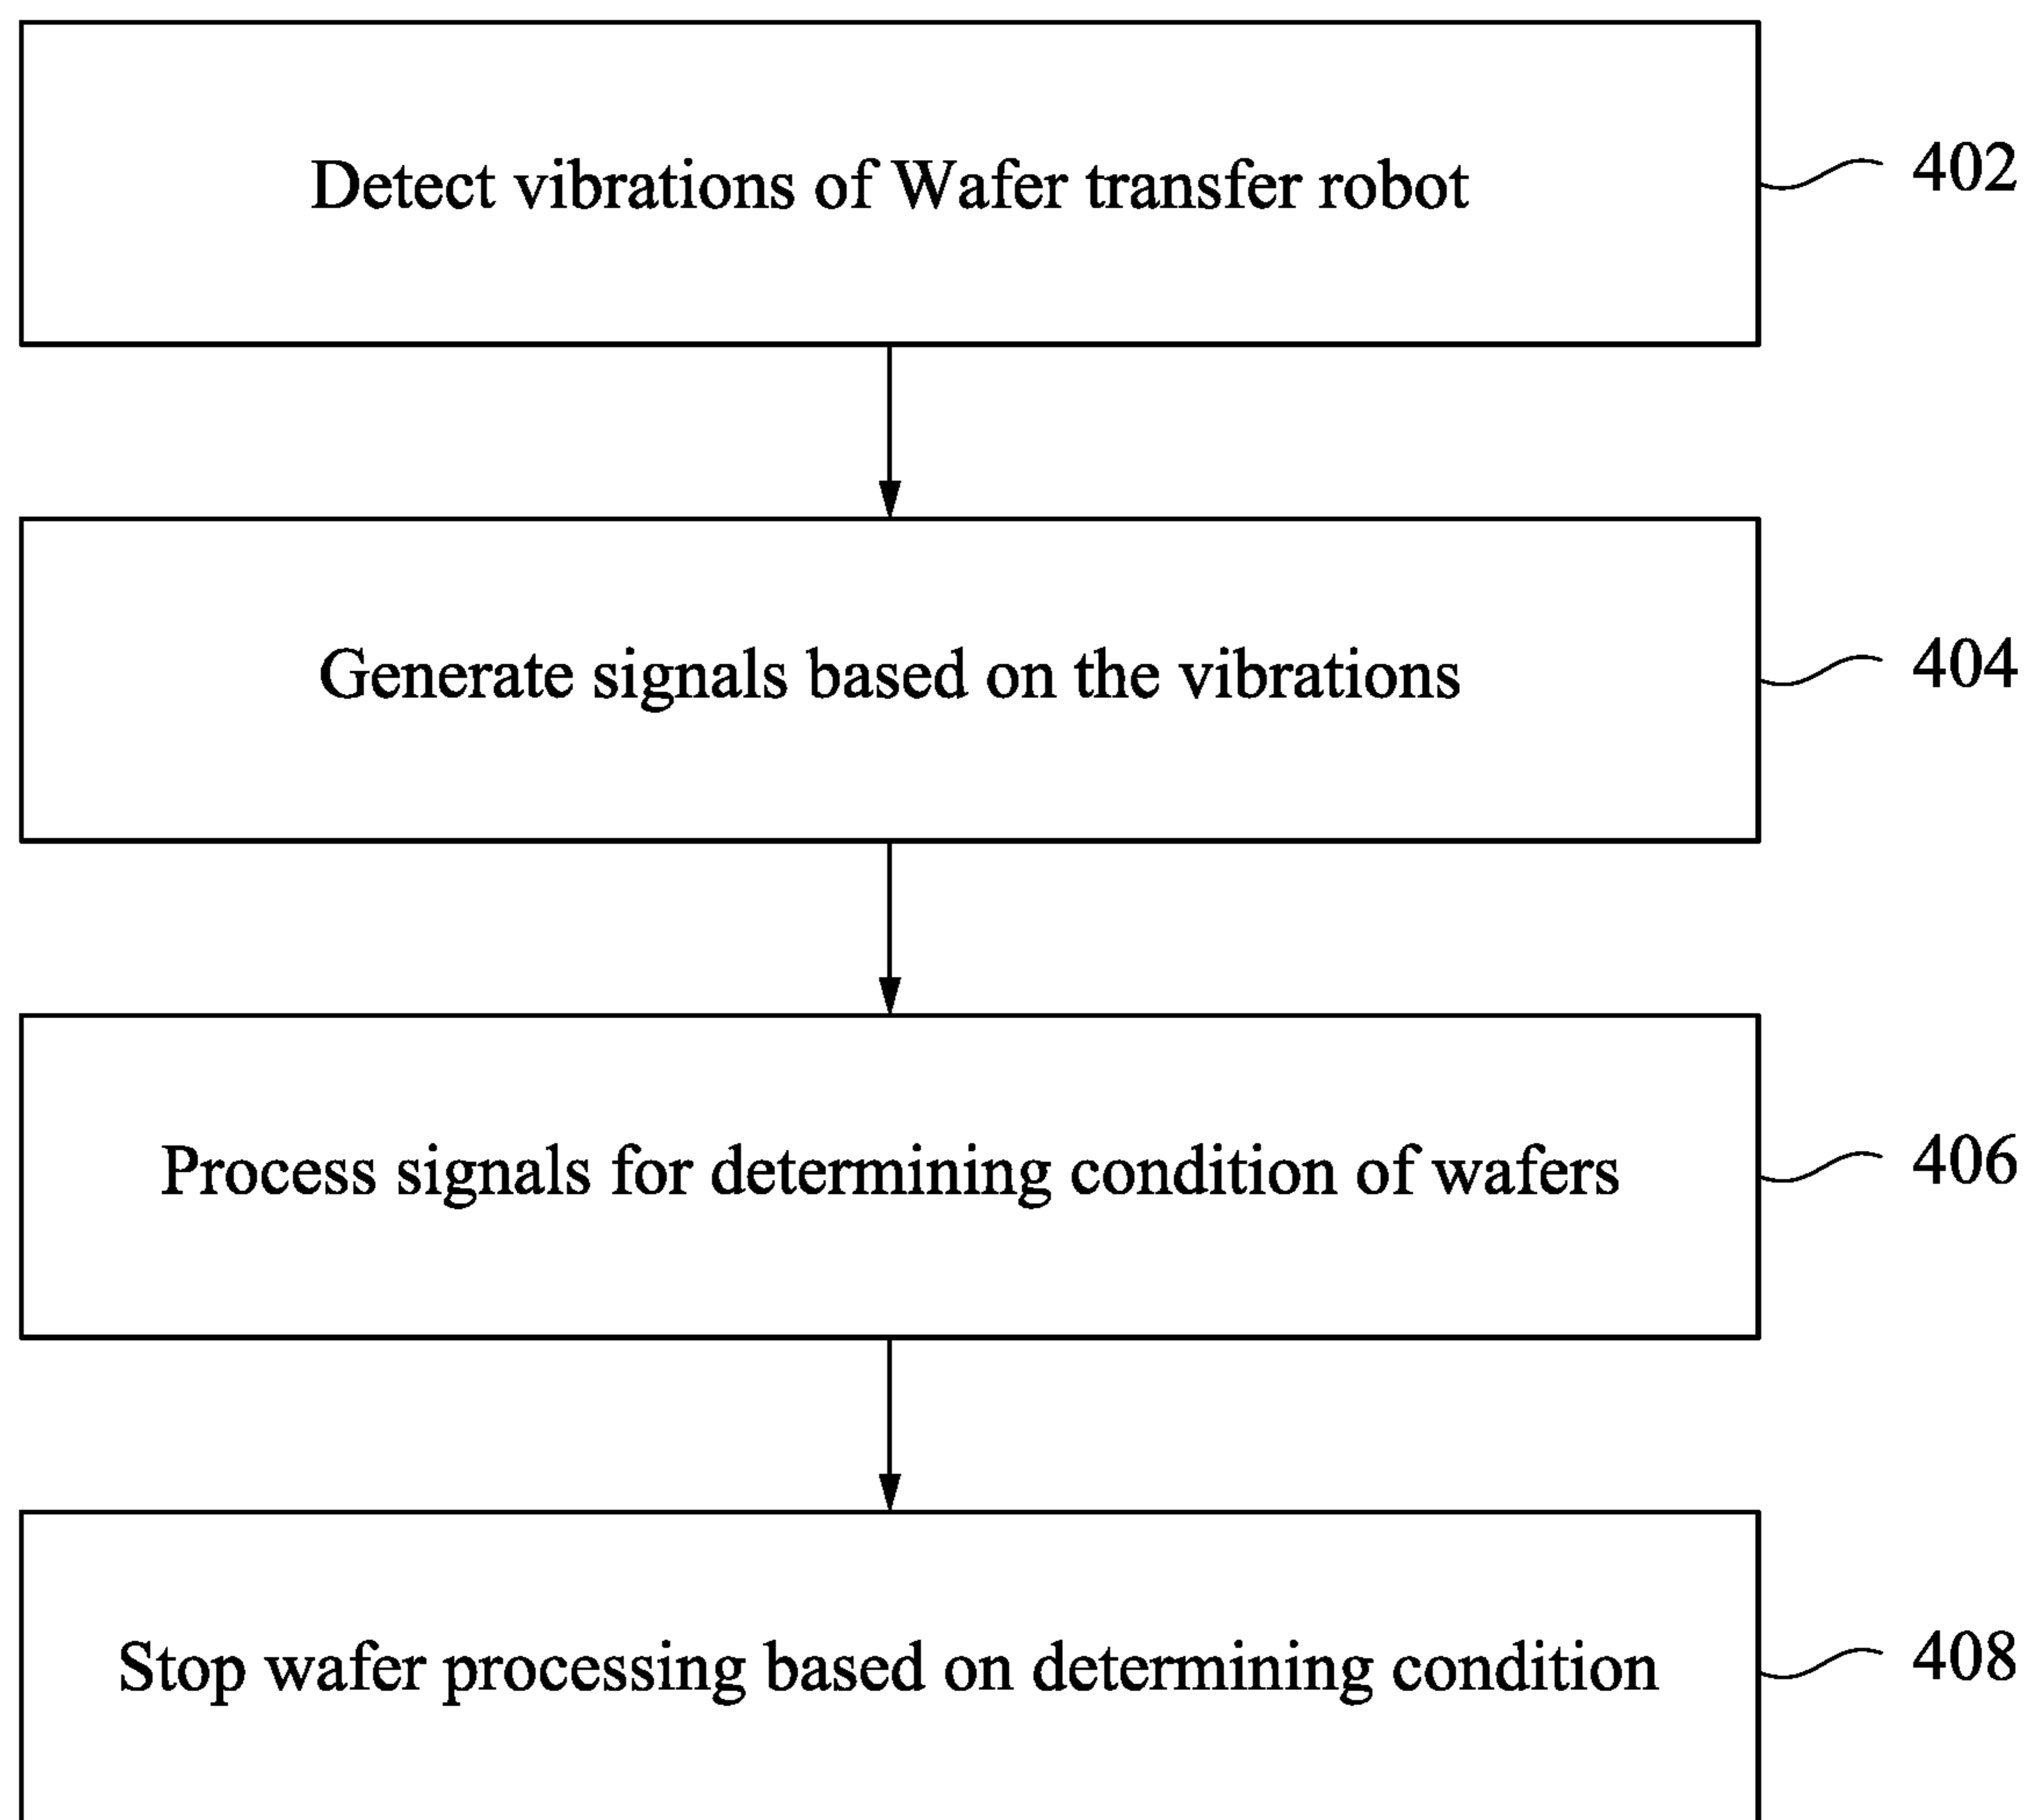 Detect vibrations of Wafer transfer robot 402
Generate signals based on the vibrations 404
Process signals for determining condition of wafers 406
Stop wafer processing based on determining condition 408